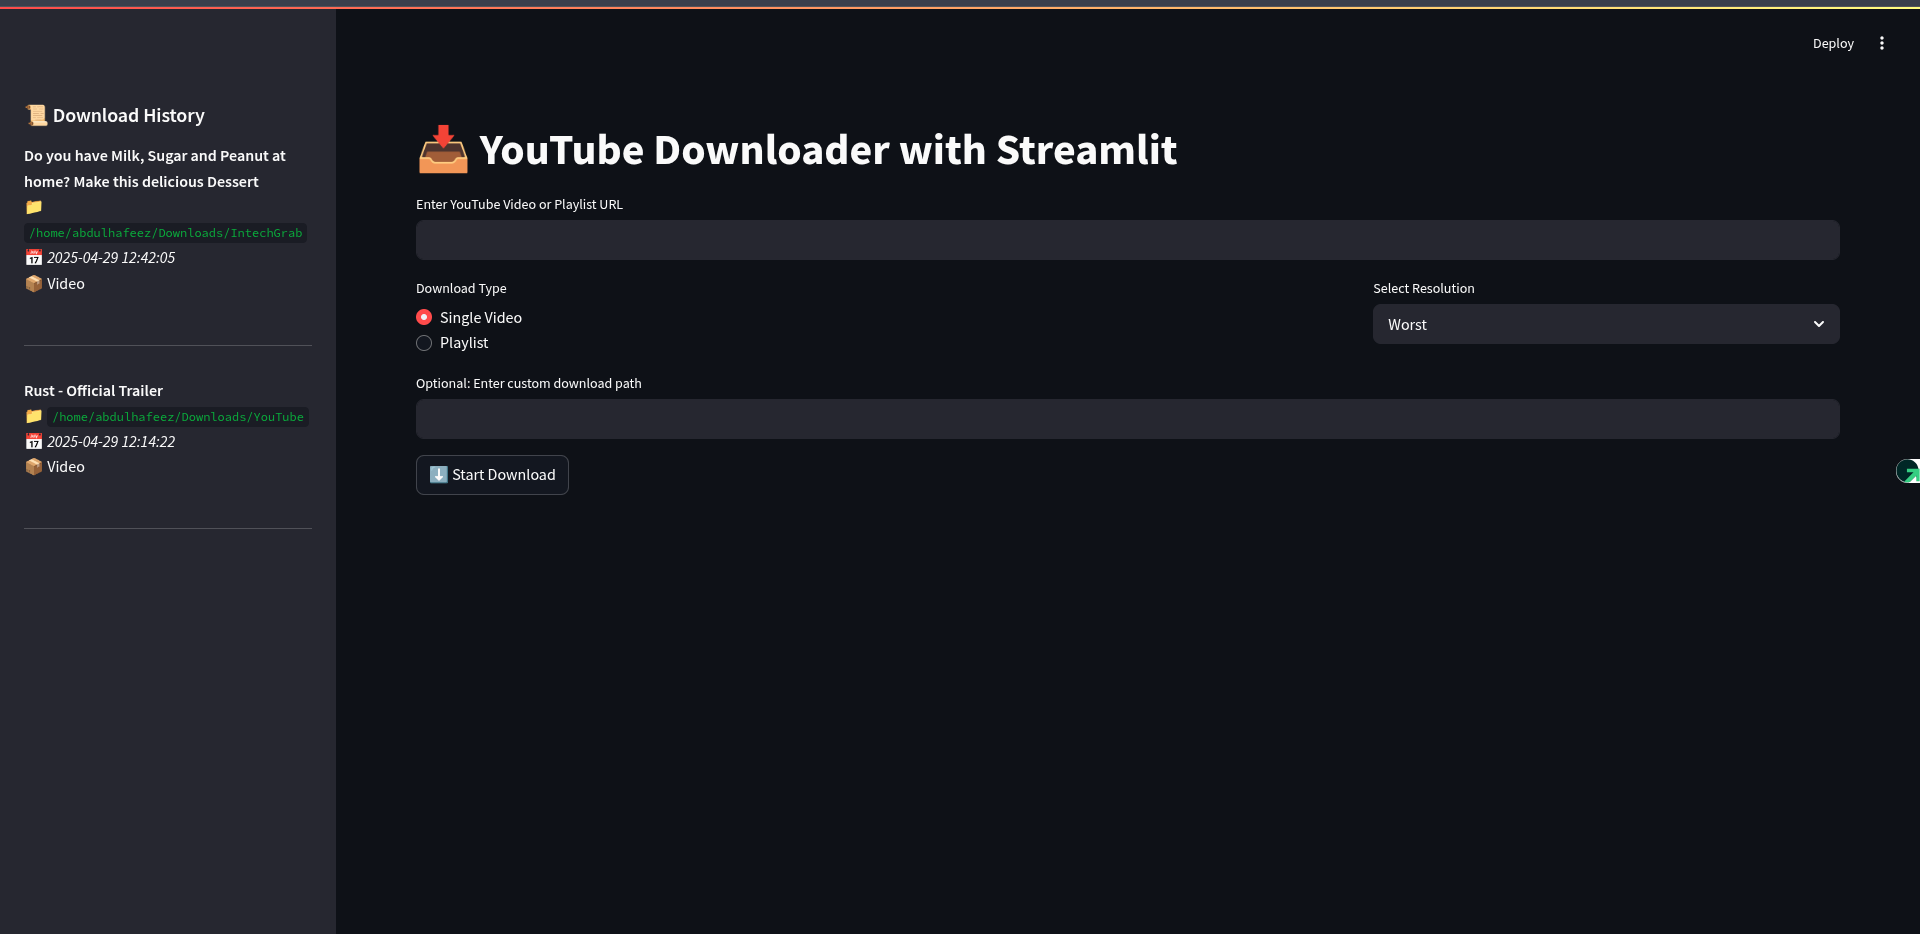 Deploy
📜 Download History
Do you have Milk, Sugar and Peanut at
home? Make this delicious Dessert
📁
/home/abdulhafeez/Downloads/IntechGrab
📅 2025-04-29 12:42:05
📦 Video
Rust - Official Trailer
📁 /home/abdulhafeez/Downloads/YouTube
📅 2025-04-29 12:14:22
📦 Video
📥 YouTube Downloader with Streamlit
Enter YouTube Video or Playlist URL
Download Type
Single Video
Playlist
Select Resolution
Worst
Optional: Enter custom download path
⬇️ Start Download